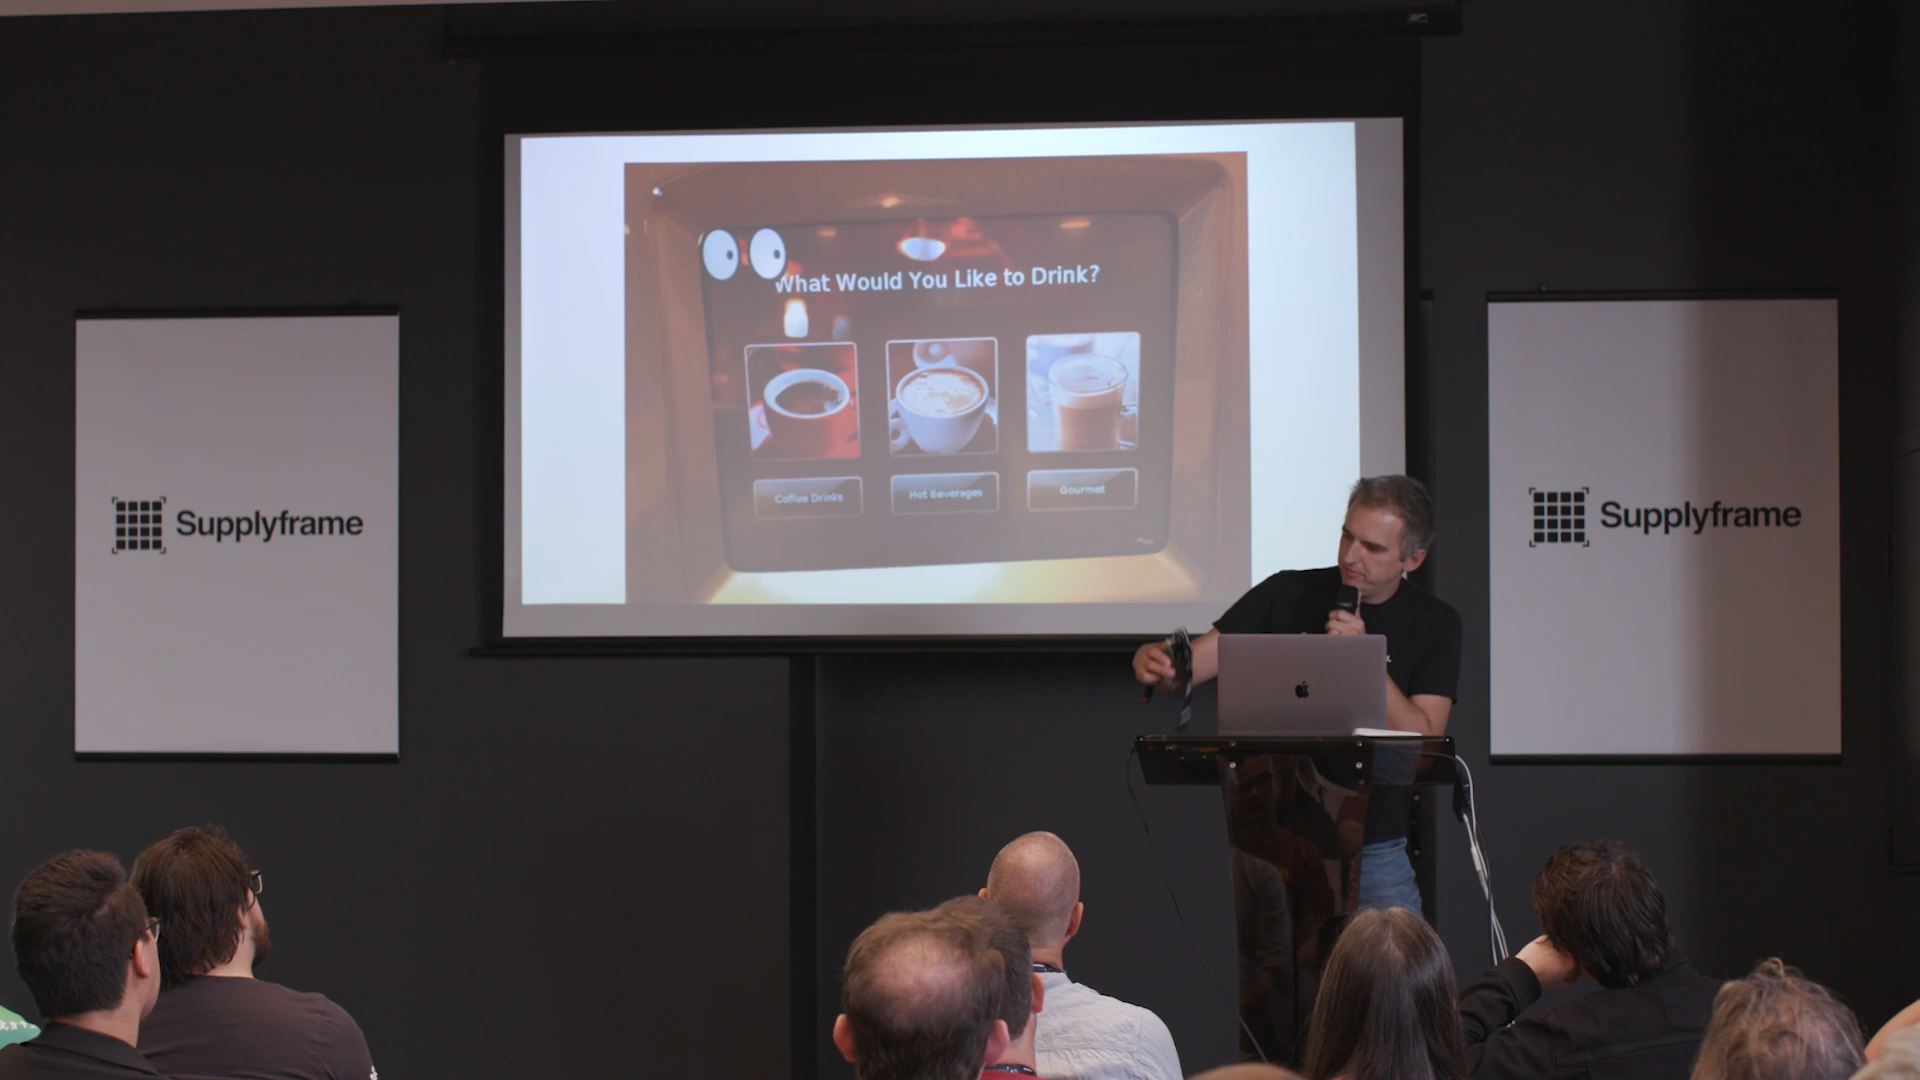 What Would You Like to Drink?
Coffee Drinks
Hot Beverages
Gourmet
Supplyframe
Supplyframe